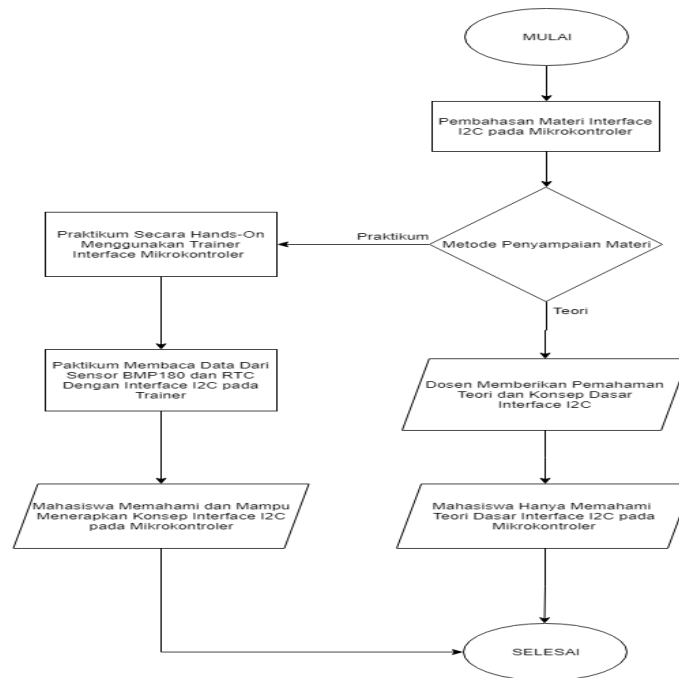 MULAI
Pembahasan Materi Interface
I2C pada Mikrokontroler
Metode Penyampaian Materi
Praktikum
Teori
Praktikum Secara Hands-On
Menggunakan Trainer
Interface Mikrokontroler
Paktikum Membaca Data Dari
Sensor BMP180 dan RTC
Dengan Interface I2C pada
Trainer
Mahasiswa Memahami dan Mampu
Menerapkan Konsep Interface I2C
pada Mikrokontroler
Dosen Memberikan Pemahaman
Teori dan Konsep Dasar
Interface I2C
Mahasiswa Hanya Memahami
Teori Dasar Interface I2C pada
Mikrokontroler
SELESAI